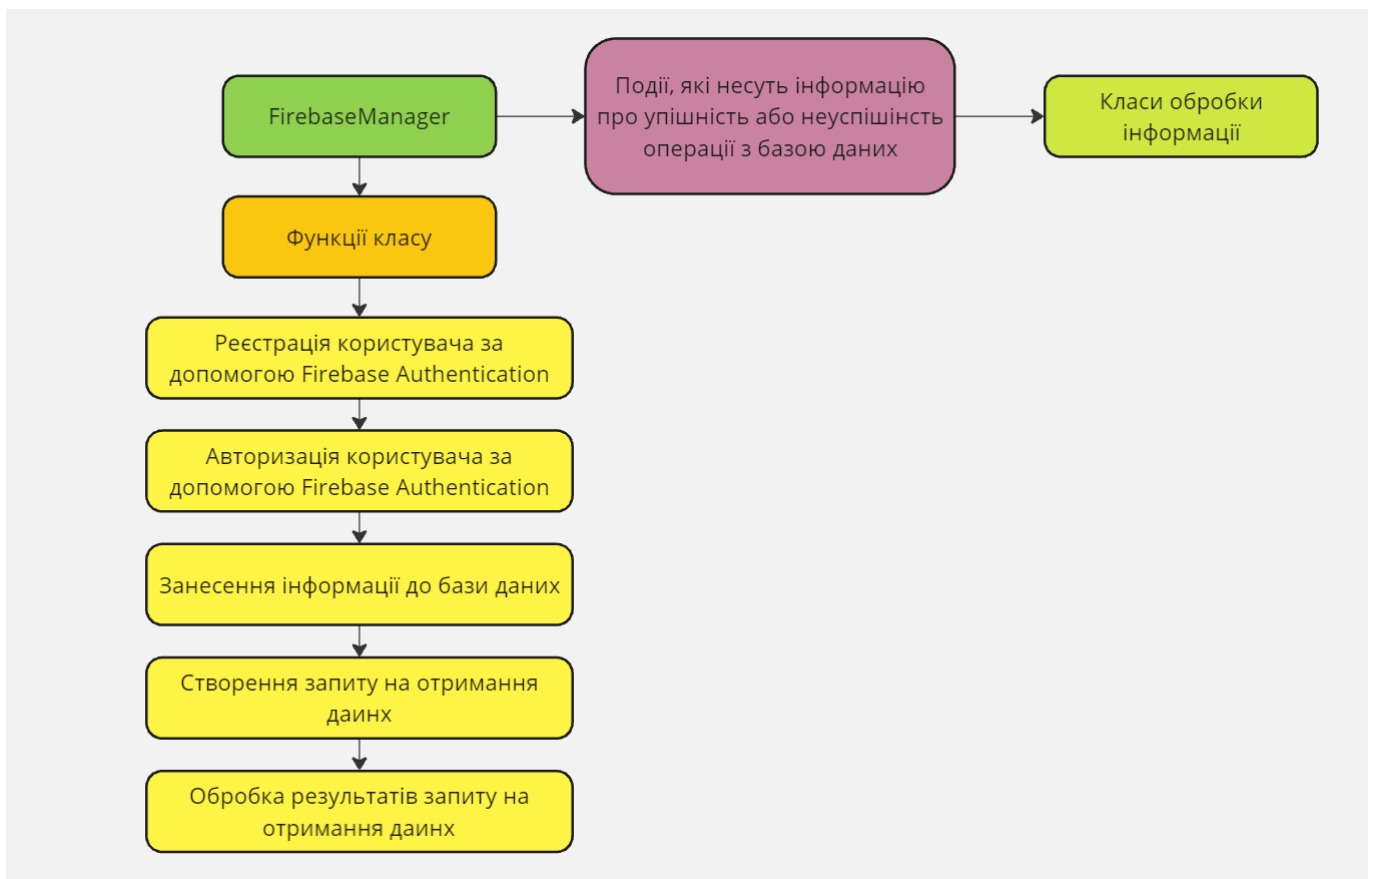 FirebaseManager
Події, які несуть інформацію
про упішність або неуспішінсть
операції з базою даних
Класи обробки
інформації
Функції класу
Реєстрація користувача за
допомогою Firebase Authentication
Авторизація користувача за
допомогою Firebase Authentication
Занесення інформації до бази даних
Створення запиту на отримання
даинх
Обробка результатів запиту на
отримання даинх